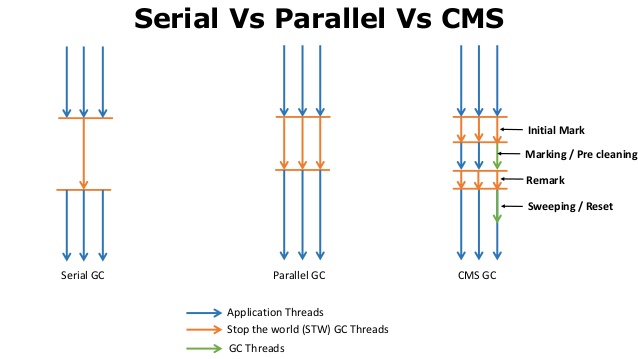 Serial Vs Parallel Vs CMS
Initial Mark
Marking / Pre cleaning
Remark
Sweeping / Reset
Serial GC
Parallel GC
CMS GC
Application Threads
Stop the world (STW) GC Threads
GC Threads